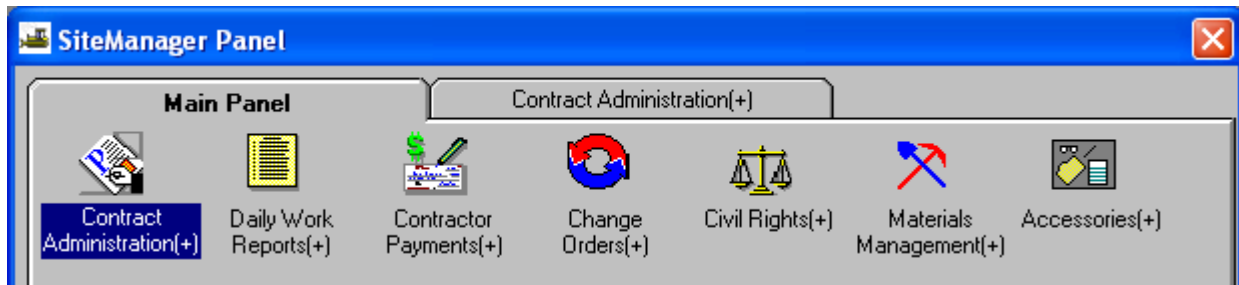 SiteManager Panel
Main Panel
Contract Administration(+)
Contract
Administration(+)
Daily Work
Reports(+)
Contractor
Payments(+)
Change
Orders(+)
Civil Rights(+)
Materials
Management(+)
Accessories(+)